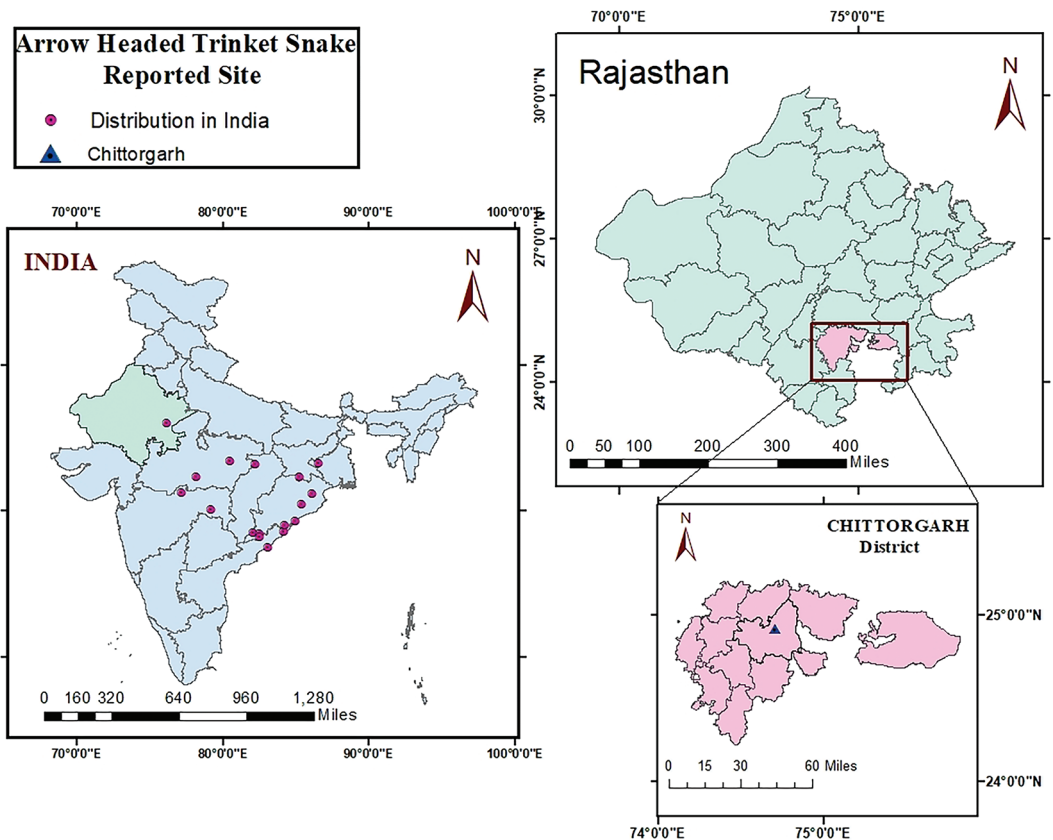 Arrow Headed Trinket Snake
Reported Site
Distribution in India
Chittorgarh
70°0'0"E 80°0'0"E 90°0'0"E 100°0'0"E
INDIA
N
0 160 320 640 960 1,280
Miles
70°0'0"E 80°0'0"E 90°0'0"E 100°0'0"E
70°0'0"E 75°0'0"E
Rajasthan
N
30°0'0"N
27°0'0"N
24°0'0"N
0 50 100 200 300 400
Miles
N
CHITTORGARH
District
25°0'0"N
24°0'0"N
0 15 30 60 Miles
74°0'0"E 75°0'0"E